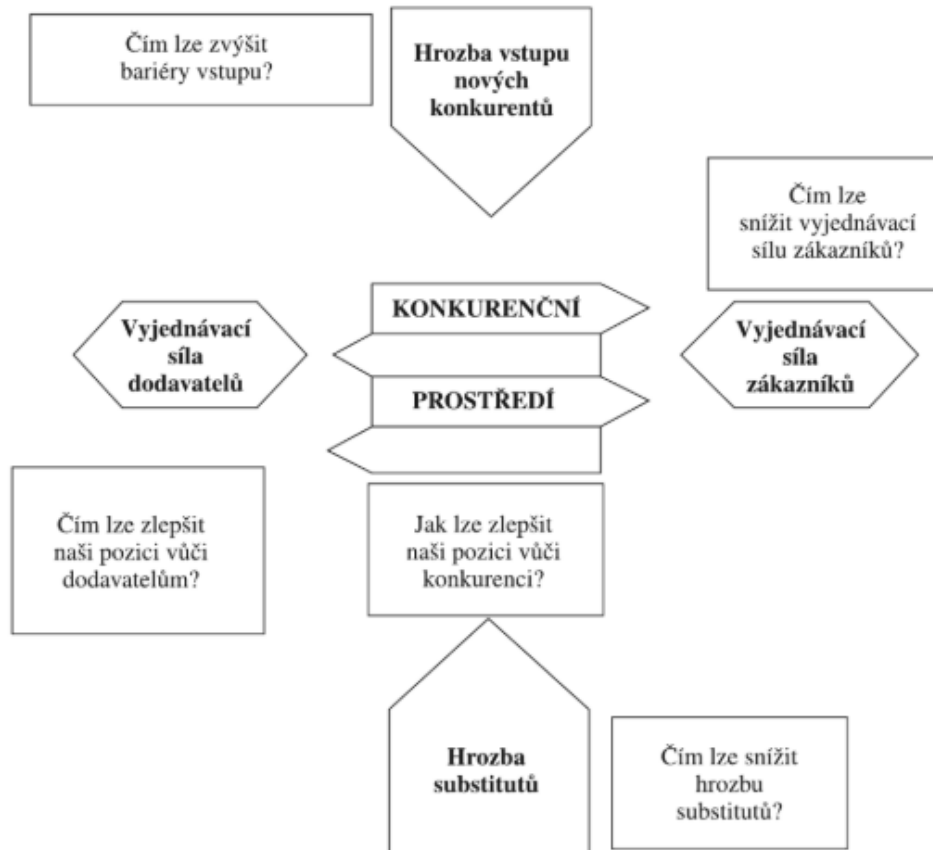 Čím lze zvýšit
bariéry vstupu?
Hrozba vstupu
nových
konkurentů
Čím lze
snížit vyjednávací
sílu zákazníků?
KONKURENČNÍ
Vyjednávací
síla
dodavatelů
Vyjednávací
síla
zákazníků
PROSTŘEDÍ
Čím lze zlepšit
naši pozici vůči
dodavatelům?
Jak lze zlepšit
naši pozici vůči
konkurenci?
Hrozba
substitutů
Čím lze snížit
hrozbu
substitutů?